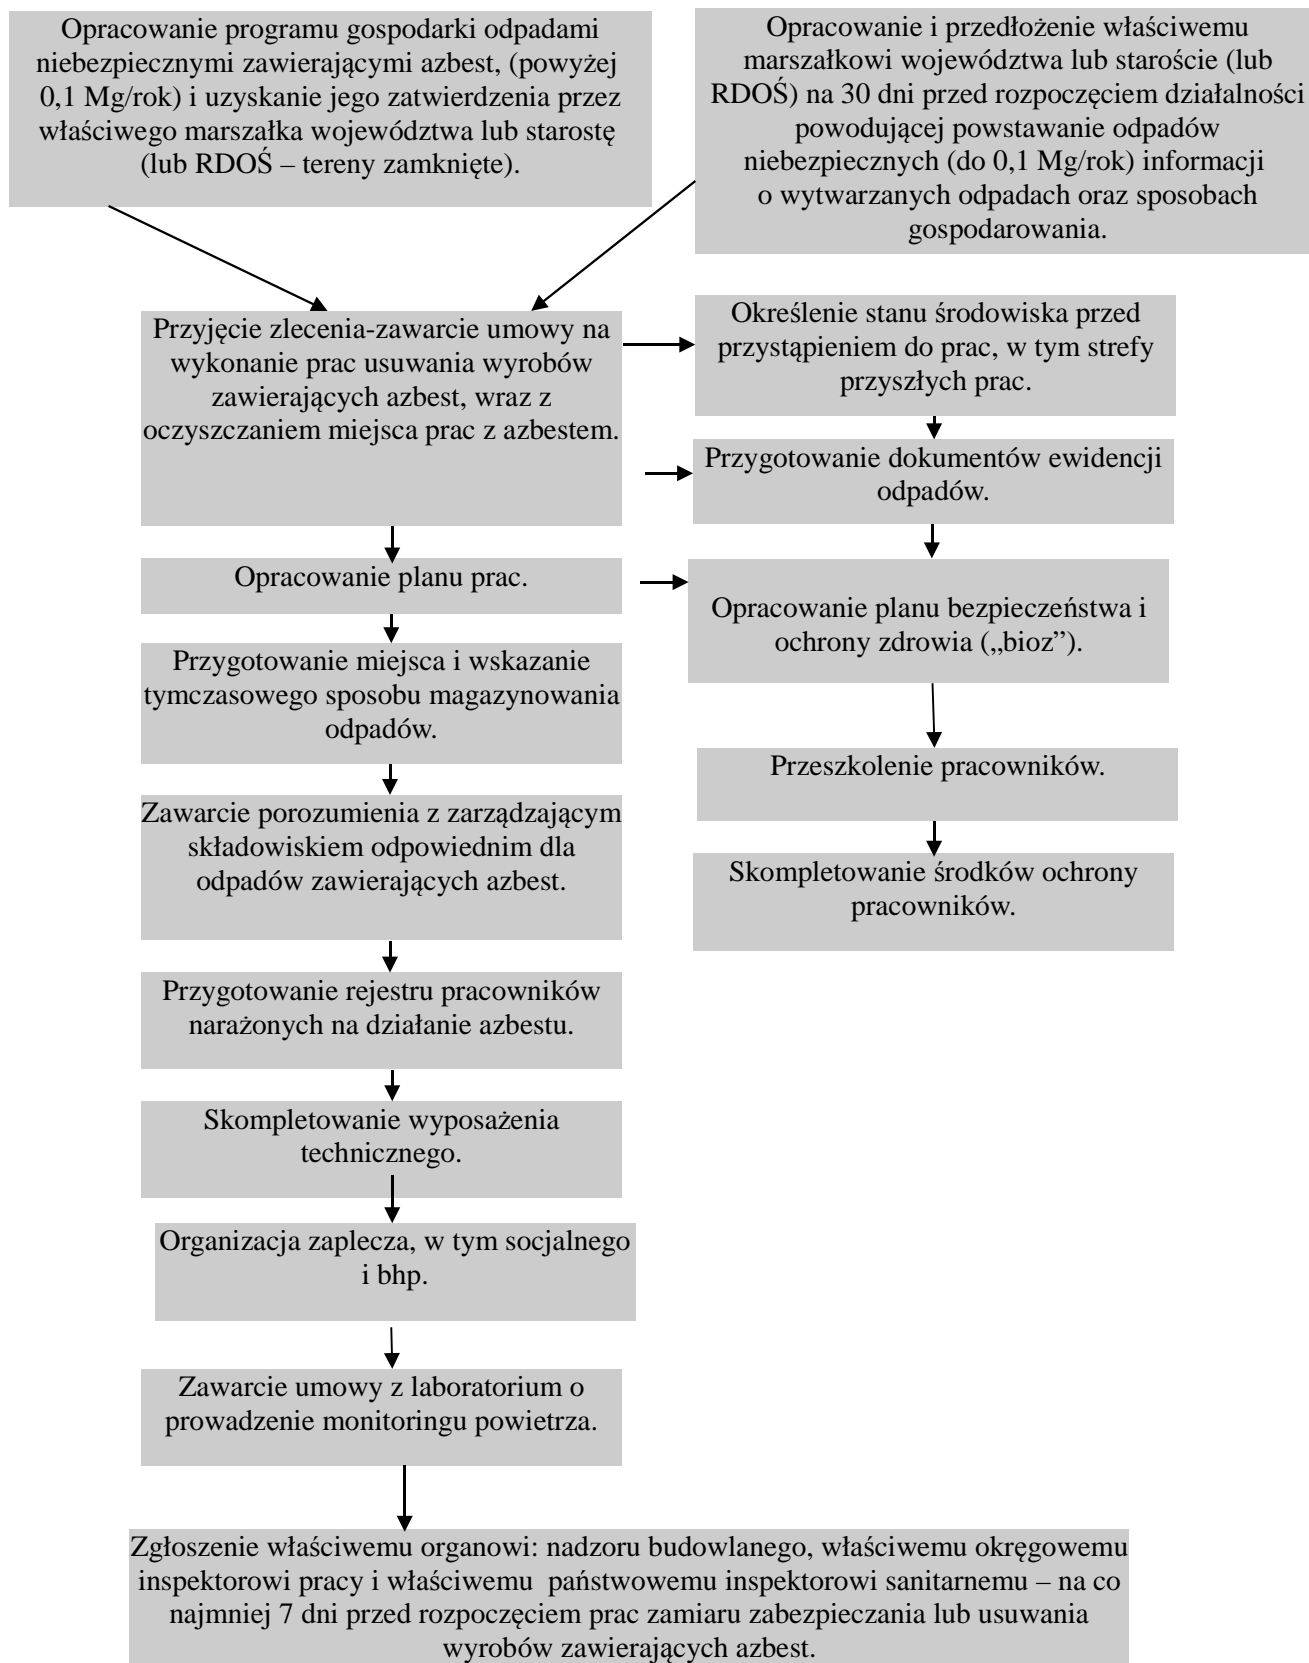 Opracowanie programu gospodarki odpadami
niebezpiecznymi zawierającymi azbest, (powyżej
0,1 Mg/rok) i uzyskanie jego zatwierdzenia przez
właściwego marszałka województwa lub starostę
(lub RDOŚ – tereny zamknięte).
Opracowanie i przedłożenie właściwemu
marszałkowi województwa lub staroście (lub
RDOŚ) na 30 dni przed rozpoczęciem działalności
powodującej powstawanie odpadów
niebezpiecznych (do 0,1 Mg/rok) informacji
o wytwarzanych odpadach oraz sposobach
gospodarowania.
Przyjęcie zlecenia-zawarcie umowy na
wykonanie prac usuwania wyrobów
zawierających azbest, wraz z
oczyszczaniem miejsca prac z azbestem.
Określenie stanu środowiska przed
przystąpieniem do prac, w tym strefy
przyszłych prac.
Przygotowanie dokumentów ewidencji
odpadów.
Opracowanie planu prac.
Opracowanie planu bezpieczeństwa i
ochrony zdrowia („bioz”).
Przygotowanie miejsca i wskazanie
tymczasowego sposobu magazynowania
odpadów.
Przeszkolenie pracowników.
Zawarcie porozumienia z zarządzającym
składowiskiem odpowiednim dla
odpadów zawierających azbest.
Skompletowanie środków ochrony
pracowników.
Przygotowanie rejestru pracowników
narażonych na działanie azbestu.
Skompletowanie wyposażenia
technicznego.
Organizacja zaplecza, w tym socjalnego
i bhp.
Zawarcie umowy z laboratorium o
prowadzenie monitoringu powietrza.
Zgłoszenie właściwemu organowi: nadzoru budowlanego, właściwemu okręgowemu
inspektorowi pracy i właściwemu państwowemu inspektorowi sanitarnemu – na co
najmniej 7 dni przed rozpoczęciem prac zamiaru zabezpieczania lub usuwania
wyrobów zawierających azbest.